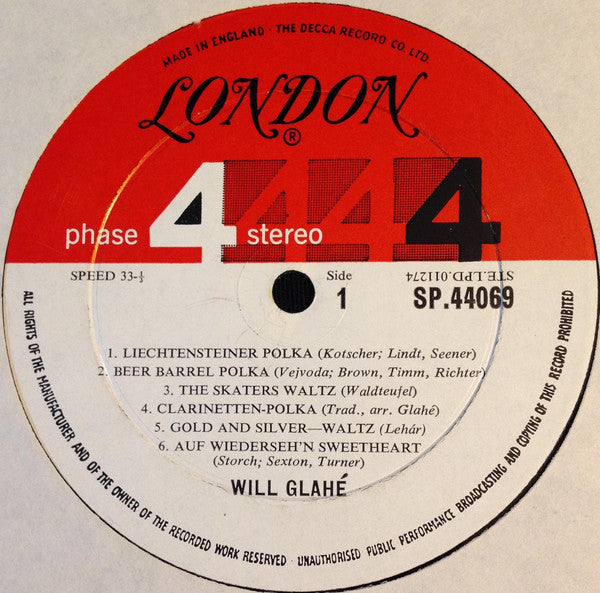 MADE IN ENGLAND · THE DECCA RECORD CO. LTD.
LONDON
®
phase 4 stereo 4 4 4
SPEED 33-⅓
Side
1
STE.LPD.011274
SP.44069
1. LIECHTENSTEINER POLKA (Kotscher; Lindt, Seener)
2. BEER BARREL POLKA (Vejvoda; Brown, Timm, Richter)
3. THE SKATERS WALTZ (Waldteufel)
4. CLARINETTEN-POLKA (Trad., arr. Glahé)
5. GOLD AND SILVER—WALTZ (Lehár)
6. AUF WIEDERSEH'N SWEETHEART
(Storch; Sexton, Turner)
WILL GLAHÉ
ALL RIGHTS OF THE MANUFACTURER AND OF THE OWNER OF THE RECORDED WORK RESERVED · UNAUTHORISED PUBLIC PERFORMANCE BROADCASTING AND COPYING OF THIS RECORD PROHIBITED